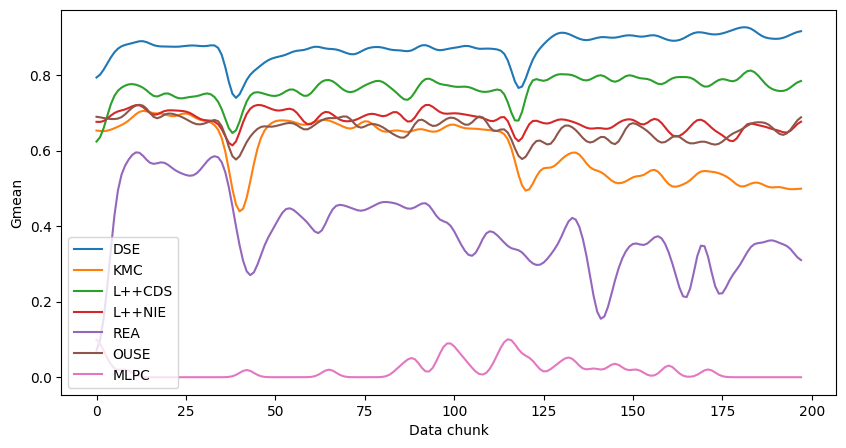 Gmean
0.8
0.6
0.4
0.2
0.0
DSE
KMC
L++CDS
L++NIE
REA
OUSE
MLPC
0 25 50 75 100 125 150 175 200
Data chunk